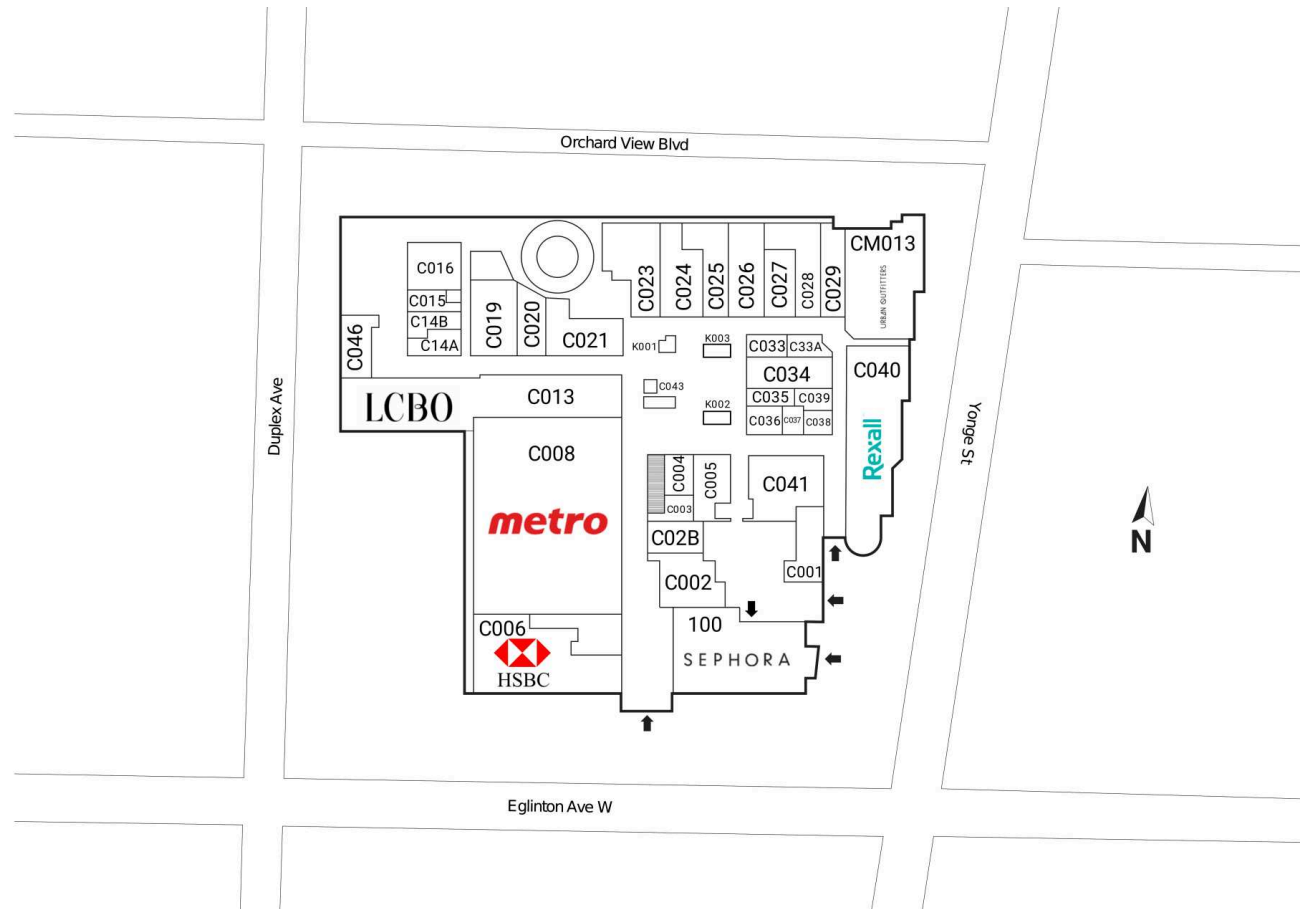 Orchard View Blvd
CM013
URBAN OUTFITTERS
C016
C015
C14B
C14A
C019
C020
C021
C023
C024
C025
C026
C027
C028
C029
C046
K001
K003
C033
C33A
C034
C040
Rexall
LCBO
C013
C043
K002
C035
C039
C036
C037
C038
Duplex Ave
Yonge St
C008
metro
C004
C003
C005
C041
C02B
C002
C001
N
C006
HSBC
100
SEPHORA
Eglinton Ave W